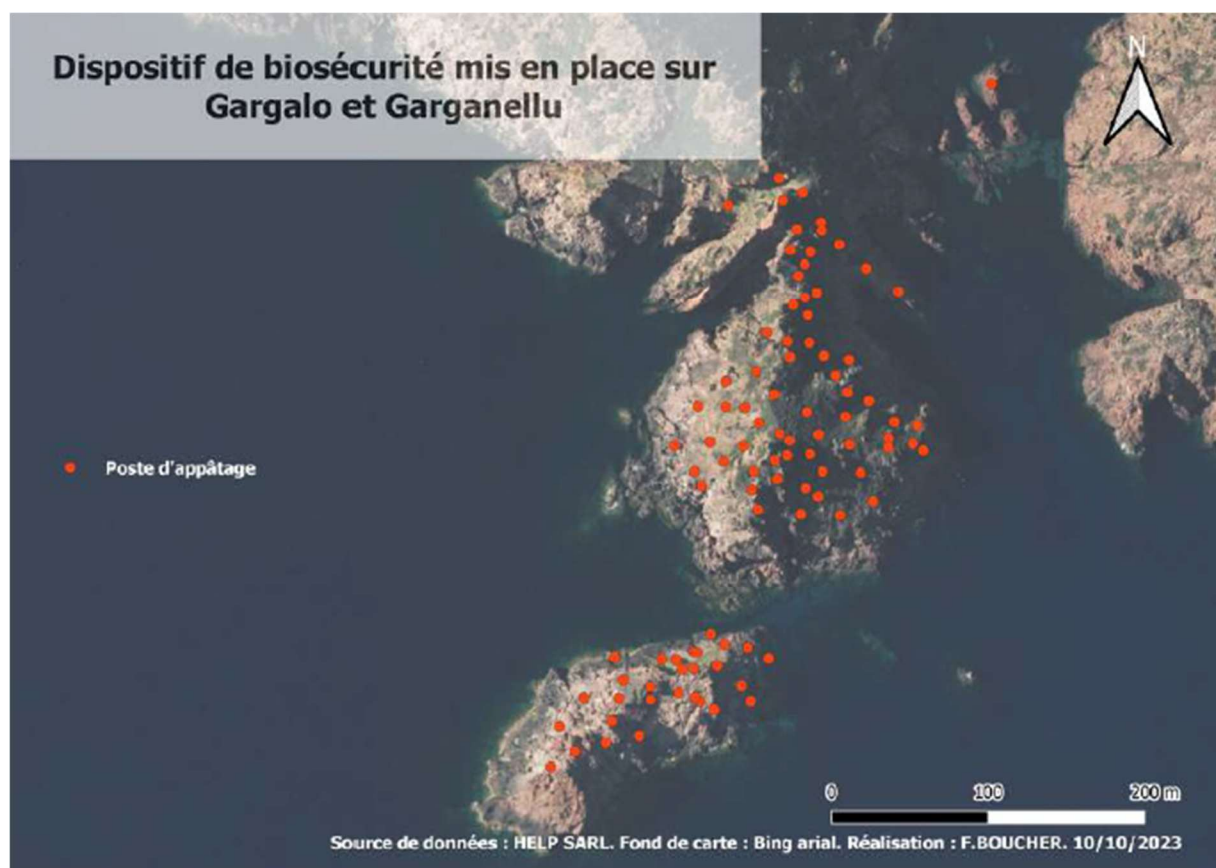 Dispositif de biosécurité mis en place sur
Gargalo et Garganellu
N
Poste d'appâtage
0 100 200 m
Source de données : HELP SARL. Fond de carte : Bing arial. Réalisation : F.BOUCHER. 10/10/2023